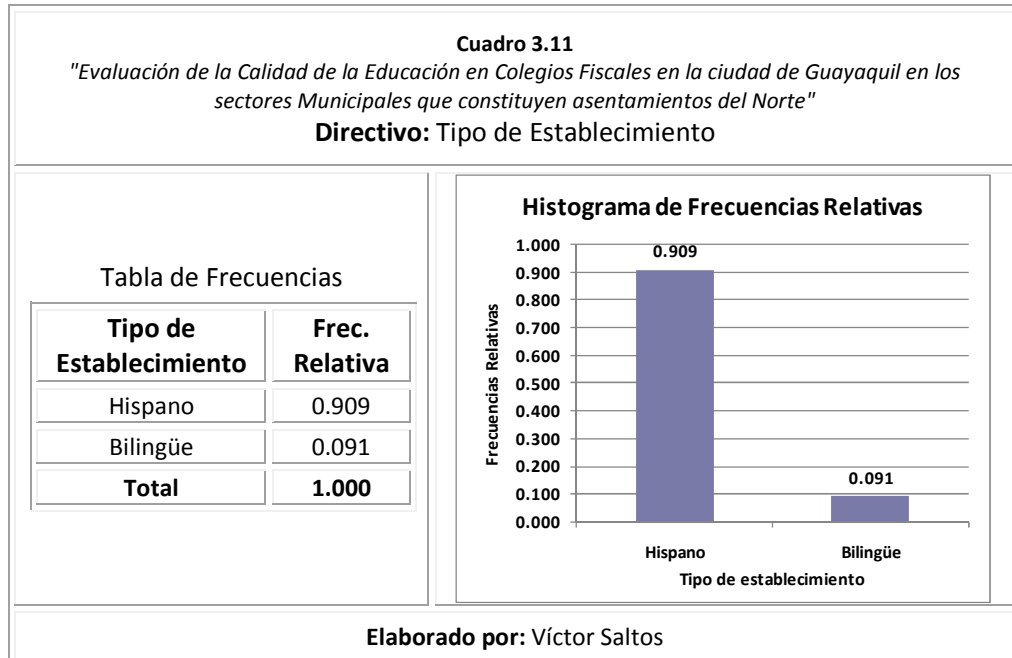 Cuadro 3.11
"Evaluación de la Calidad de la Educación en Colegios Fiscales en la ciudad de Guayaquil en los
sectores Municipales que constituyen asentamientos del Norte"
Directivo: Tipo de Establecimiento
Tabla de Frecuencias
Tipo de Establecimiento Frec. Relativa
Hispano 0.909
Bilingüe 0.091
Total 1.000
Histograma de Frecuencias Relativas
Frecuencias Relativas
1.000
0.900
0.800
0.700
0.600
0.500
0.400
0.300
0.200
0.100
0.000
0.909
0.091
Hispano Bilingüe
Tipo de establecimiento
Elaborado por: Víctor Saltos